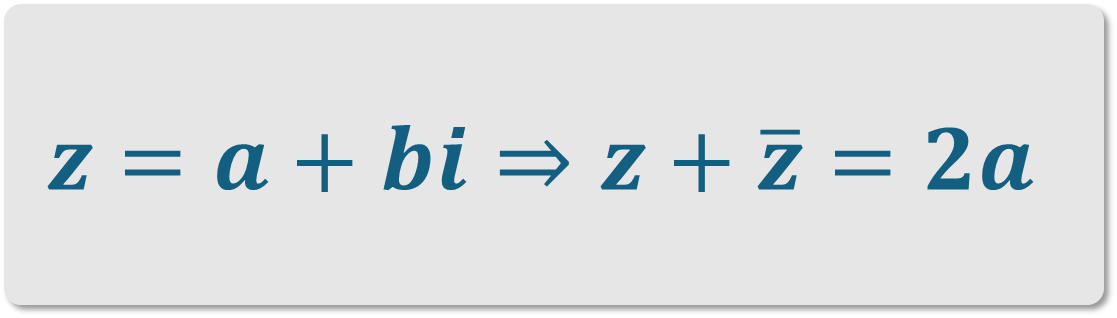 z = a + bi ⇒ z + z̅ = 2a